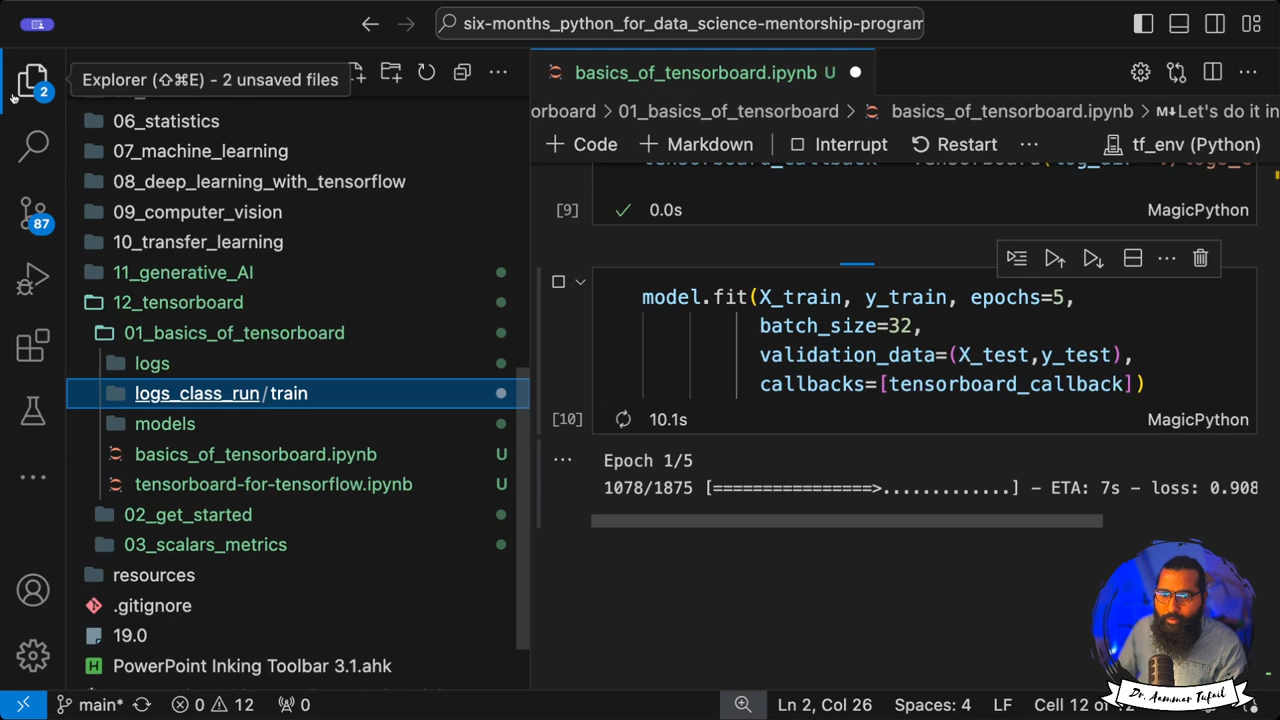 six-months_python_for_data_science-mentorship-program
2
Explorer (⇧⌘E) - 2 unsaved files
06_statistics
07_machine_learning
08_deep_learning_with_tensorflow
09_computer_vision
10_transfer_learning
11_generative_AI
12_tensorboard
01_basics_of_tensorboard
logs
logs_class_run/train
models
basics_of_tensorboard.ipynb U
tensorboard-for-tensorflow.ipynb U
02_get_started
03_scalars_metrics
resources
.gitignore
19.0
PowerPoint Inking Toolbar 3.1.ahk
87
basics_of_tensorboard.ipynb U
orboard > 01_basics_of_tensorboard > basics_of_tensorboard.ipynb > M↓Let's do it in
+ Code + Markdown Interrupt Restart ··· tf_env (Python)
[9] ✓ 0.0s MagicPython
model.fit(X_train, y_train, epochs=5,
batch_size=32,
validation_data=(X_test,y_test),
callbacks=[tensorboard_callback])
[10] 10.1s MagicPython
Epoch 1/5
1078/1875 [================>.............] - ETA: 7s - loss: 0.908
Dr. Aammar Tufail
main* 0 12 0 Ln 2, Col 26 Spaces: 4 LF Cell 12 of 12